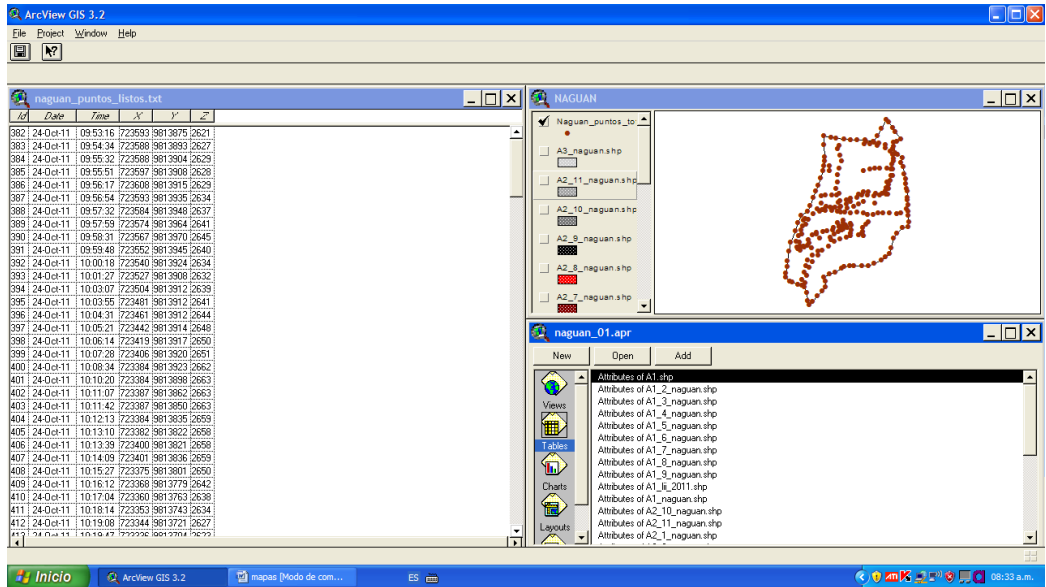 ArcView GIS 3.2
File Project Window Help
naguan_puntos_listos.txt
Id Date Time X Y Z
382 24-Oct-11 09:53:16 723593 9813875 2621
383 24-Oct-11 09:54:34 723588 9813893 2627
384 24-Oct-11 09:55:32 723588 9813904 2629
385 24-Oct-11 09:55:51 723597 9813908 2628
386 24-Oct-11 09:56:17 723608 9813915 2629
387 24-Oct-11 09:56:54 723593 9813935 2634
388 24-Oct-11 09:57:32 723584 9813948 2637
389 24-Oct-11 09:57:59 723574 9813964 2641
390 24-Oct-11 09:58:31 723567 9813970 2645
391 24-Oct-11 09:59:48 723552 9813945 2640
392 24-Oct-11 10:00:18 723540 9813924 2634
393 24-Oct-11 10:01:27 723527 9813908 2632
394 24-Oct-11 10:03:07 723504 9813912 2639
395 24-Oct-11 10:03:55 723481 9813912 2641
396 24-Oct-11 10:04:31 723461 9813912 2644
397 24-Oct-11 10:05:21 723442 9813914 2648
398 24-Oct-11 10:06:14 723419 9813917 2650
399 24-Oct-11 10:07:28 723406 9813920 2651
400 24-Oct-11 10:08:34 723384 9813923 2662
401 24-Oct-11 10:10:20 723384 9813898 2663
402 24-Oct-11 10:11:07 723387 9813862 2663
403 24-Oct-11 10:11:42 723387 9813850 2663
404 24-Oct-11 10:12:13 723384 9813835 2659
405 24-Oct-11 10:13:10 723382 9813822 2658
406 24-Oct-11 10:13:39 723400 9813821 2658
407 24-Oct-11 10:14:09 723401 9813836 2659
408 24-Oct-11 10:15:27 723375 9813801 2650
409 24-Oct-11 10:16:12 723368 9813779 2642
410 24-Oct-11 10:17:04 723360 9813763 2638
411 24-Oct-11 10:18:14 723353 9813743 2634
412 24-Oct-11 10:19:08 723344 9813721 2627
NAGUAN
Naguan_puntos_to
A3_naguan.shp
A2_11_naguan.shp
A2_10_naguan.shp
A2_9_naguan.shp
A2_8_naguan.shp
A2_7_naguan.shp
naguan_01.apr
New Open Add
Views
Tables
Charts
Layouts
Attributes of A1.shp
Attributes of A1_2_naguan.shp
Attributes of A1_3_naguan.shp
Attributes of A1_4_naguan.shp
Attributes of A1_5_naguan.shp
Attributes of A1_6_naguan.shp
Attributes of A1_7_naguan.shp
Attributes of A1_8_naguan.shp
Attributes of A1_9_naguan.shp
Attributes of A1_lii_2011.shp
Attributes of A1_naguan.shp
Attributes of A2_10_naguan.shp
Attributes of A2_11_naguan.shp
Attributes of A2_1_naguan.shp
Inicio
ArcView GIS 3.2
mapas [Modo de com...
ES
08:33 a.m.